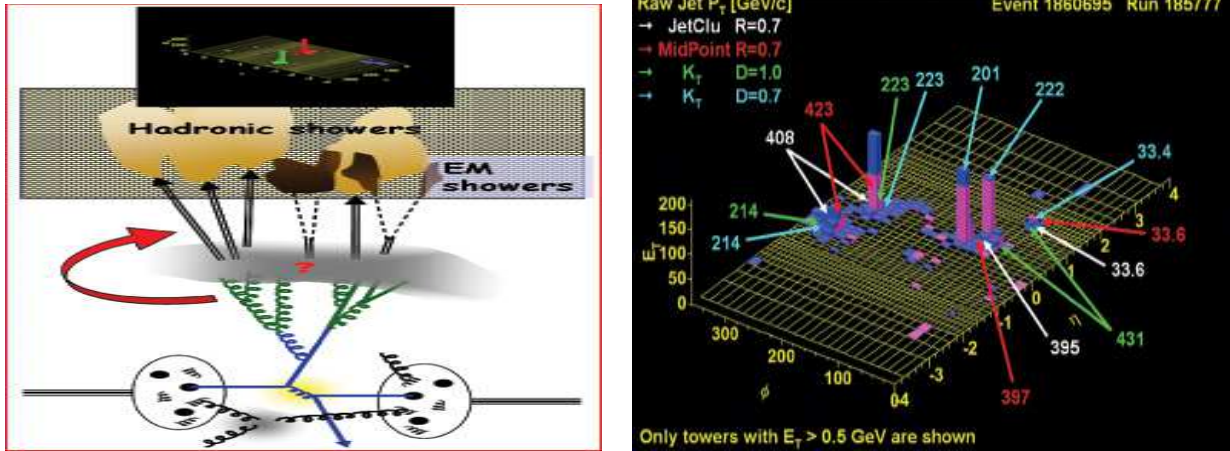 Hadronic showers
EM
showers
?
Raw Jet P_T [GeV/c]
Event 1860695 Run 185777
→ JetClu R=0.7
→ MidPoint R=0.7
→ K_T D=1.0
→ K_T D=0.7
423
408
223
223
201
222
33.4
214
214
33.6
33.6
431
395
397
E_T
200
150
100
50
0
300
200
100
04
φ
-3
-2
-1
0
1
2
3
4
η
Only towers with E_T > 0.5 GeV are shown